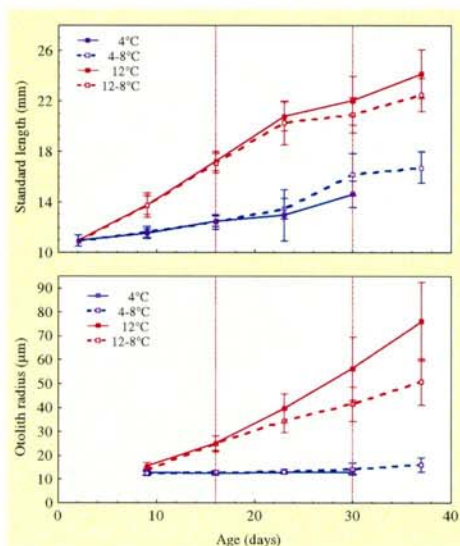 4°C
4-8°C
12°C
12-8°C
Standard length (mm)
26
22
18
14
10
4°C
4-8°C
12°C
12-8°C
Otolith radius (µm)
90
80
70
60
50
40
30
20
10
0
0
10
20
30
40
Age (days)